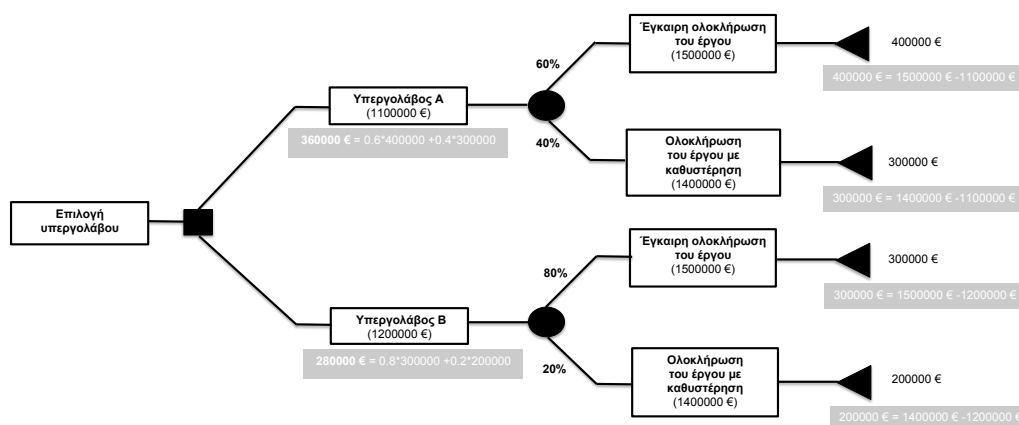 Έγκαιρη ολοκλήρωση
του έργου
(1500000 €)
400000 €
400000 € = 1500000 € -1100000 €
60%
Υπεργολάβος Α
(1100000 €)
360000 € = 0.6*400000 +0.4*300000
40%
Ολοκλήρωση
του έργου με
καθυστέρηση
(1400000 €)
300000 €
300000 € = 1400000 € -1100000 €
Επιλογή
υπεργολάβου
Έγκαιρη ολοκλήρωση
του έργου
(1500000 €)
300000 €
300000 € = 1500000 € -1200000 €
80%
Υπεργολάβος Β
(1200000 €)
280000 € = 0.8*300000 +0.2*200000
20%
Ολοκλήρωση
του έργου με
καθυστέρηση
(1400000 €)
200000 €
200000 € = 1400000 € -1200000 €